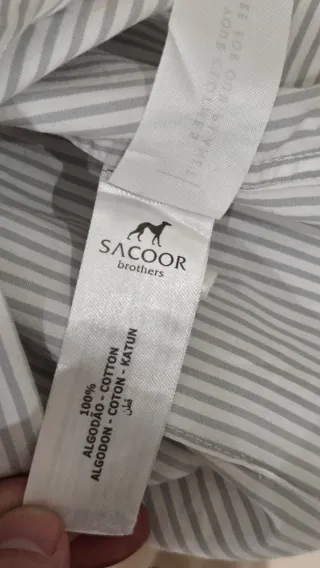 SACOOR
brothers
100%
ALGODÃO - COTTON
ALGODON - COTON - KATUN
قطن